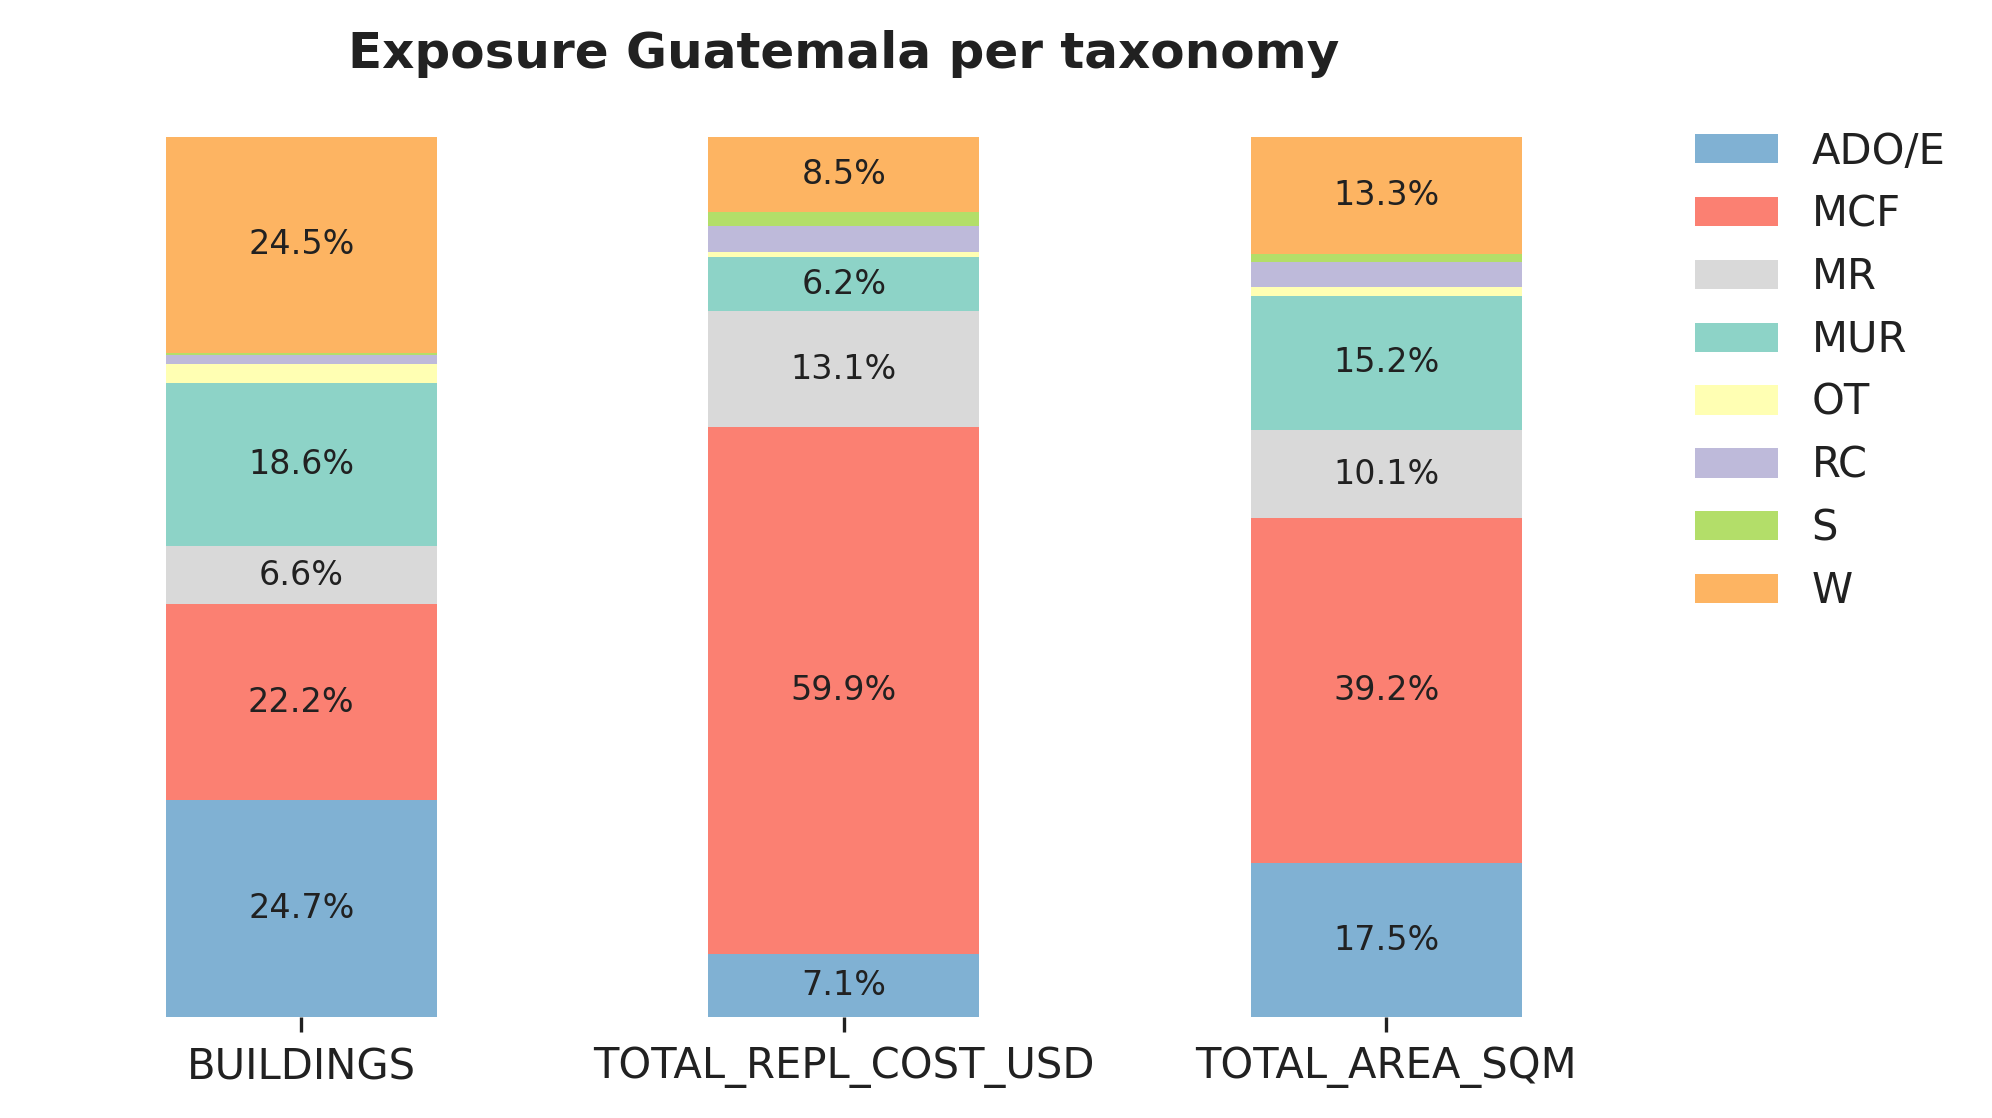 Exposure Guatemala per taxonomy
24.5%
18.6%
6.6%
22.2%
24.7%
8.5%
6.2%
13.1%
59.9%
7.1%
13.3%
15.2%
10.1%
39.2%
17.5%
BUILDINGS
TOTAL_REPL_COST_USD
TOTAL_AREA_SQM
ADO/E
MCF
MR
MUR
OT
RC
S
W